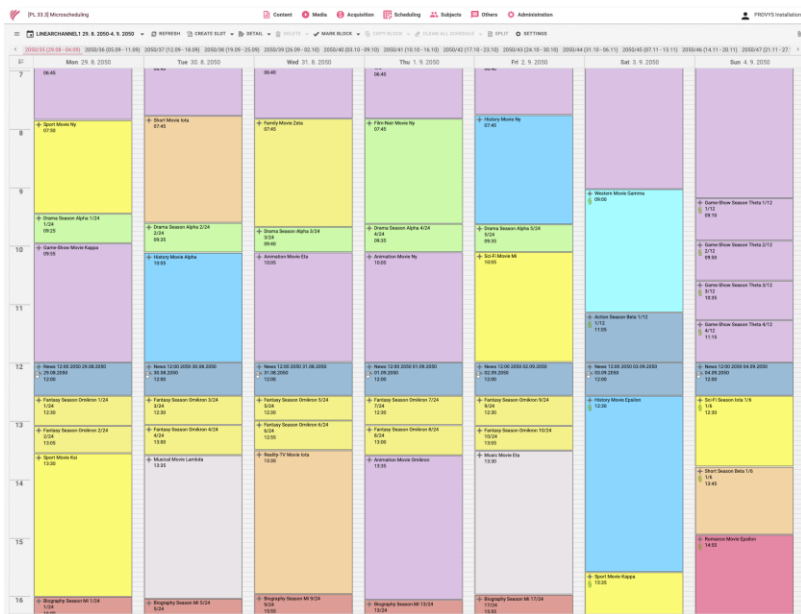 [PL 33.3] Microscheduling
Content
Media
Acquisition
Scheduling
Subjects
Others
Administration
PROVYS Installation
LINEARCHANNEL1 29. 8. 2050-4. 9. 2050
REFRESH
CREATE SLOT
DETAIL
DELETE
MARK BLOCK
COPY BLOCK
CLEAN ALL SCHEDULE
SPLIT
SETTINGS
2050/35 (29.08 - 04.09) 2050/36 (05.09 - 11.09) 2050/37 (12.09 - 18.09) 2050/38 (19.09 - 25.09) 2050/39 (26.09 - 02.10) 2050/40 (03.10 - 09.10) 2050/41 (10.10 - 16.10) 2050/42 (17.10 - 23.10) 2050/43 (24.10 - 30.10) 2050/44 (31.10 - 06.11) 2050/45 (07.11 - 13.11) 2050/46 (14.11 - 20.11) 2050/47 (21.11 - 27
Mon 29. 8. 2050
Tue 30. 8. 2050
Wed 31. 8. 2050
Thu 1. 9. 2050
Fri 2. 9. 2050
Sat 3. 9. 2050
Sun 4. 9. 2050
7
8
9
10
11
12
13
14
15
16
06:45
Sport Movie Ny
07:50
Drama Season Alpha 1/24
1/24
09:25
Game-Show Movie Kappa
09:55
News 12:00 2050 29.08.2050
29.08.2050
12:00
Fantasy Season Omikron 1/24
1/24
12:30
Fantasy Season Omikron 2/24
2/24
13:05
Sport Movie Ksi
13:30
Biography Season Mi 1/24
1/24
Short Movie Iota
07:45
Drama Season Alpha 2/24
2/24
09:35
History Movie Alpha
10:05
News 12:00 2050 30.08.2050
30.08.2050
12:00
Fantasy Season Omikron 3/24
3/24
12:30
Fantasy Season Omikron 4/24
4/24
13:00
Musical Movie Lambda
13:35
Biography Season Mi 5/24
5/24
06:40
Family Movie Zeta
07:45
Drama Season Alpha 3/24
3/24
09:40
Animation Movie Eta
10:05
News 12:00 2050 31.08.2050
31.08.2050
12:00
Fantasy Season Omikron 5/24
5/24
12:30
Fantasy Season Omikron 6/24
6/24
12:55
Reality-TV Movie Iota
13:30
Biography Season Mi 9/24
9/24
15:55
06:45
Film-Noir Movie Ny
07:45
Drama Season Alpha 4/24
4/24
09:35
Animation Movie Ny
10:05
News 12:00 2050 01.09.2050
01.09.2050
12:00
Fantasy Season Omikron 7/24
7/24
12:30
Fantasy Season Omikron 8/24
8/24
13:00
Animation Movie Omikron
13:35
Biography Season Mi 13/24
13/24
History Movie Ny
07:45
Drama Season Alpha 5/24
5/24
09:35
Sci-Fi Movie Mi
10:05
News 12:00 2050 02.09.2050
02.09.2050
12:00
Fantasy Season Omikron 9/24
9/24
12:30
Fantasy Season Omikron 10/24
10/24
13:05
Music Movie Eta
13:30
Biography Season Mi 17/24
17/24
15:55
Western Movie Gamma
09:00
Action Season Beta 1/12
1/12
11:05
News 12:00 2050 03.09.2050
03.09.2050
12:00
History Movie Epsilon
12:30
Sport Movie Kappa
15:35
Game-Show Season Theta 1/12
1/12
09:15
Game-Show Season Theta 2/12
2/12
09:55
Game-Show Season Theta 3/12
3/12
10:35
Game-Show Season Theta 4/12
4/12
11:15
News 12:00 2050 04.09.2050
04.09.2050
12:00
Sci-Fi Season Iota 1/6
1/6
12:35
Short Season Beta 1/6
1/6
13:45
Romance Movie Epsilon
14:55